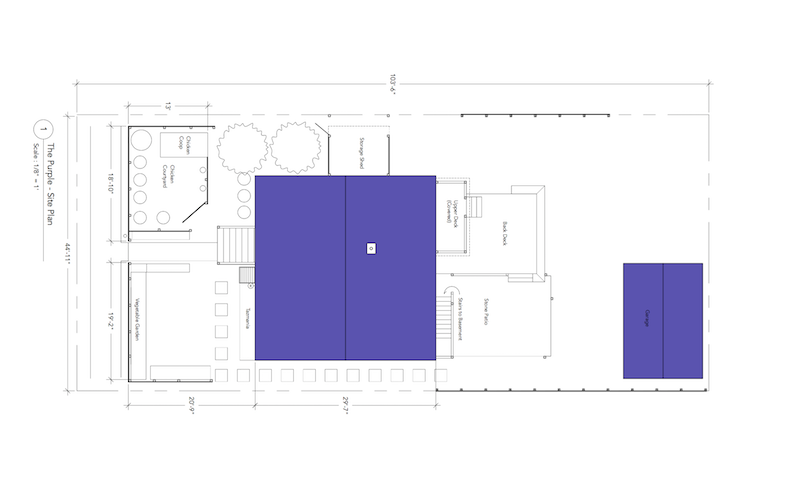 1
The Purple - Site Plan
Scale : 1/8" = 1'
103'-6"
44'-11"
13'
18'-10"
19'-2"
20'-9"
29'-7"
Chicken
Coop
Chicken
Courtyard
Storage Shed
Upper Deck
(Covered)
Back Deck
Stone Patio
Stairs to Basement
Garage
Vegetable Garden